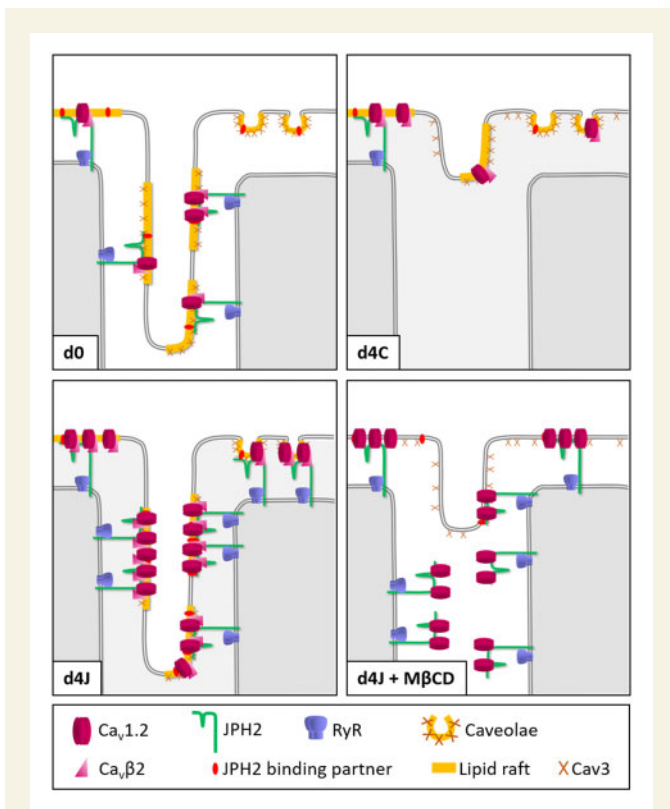 d0
d4C
d4J
d4J + MβCD
Caᵥ1.2
JPH2
RyR
Caveolae
Caᵥβ2
JPH2 binding partner
Lipid raft
Cav3